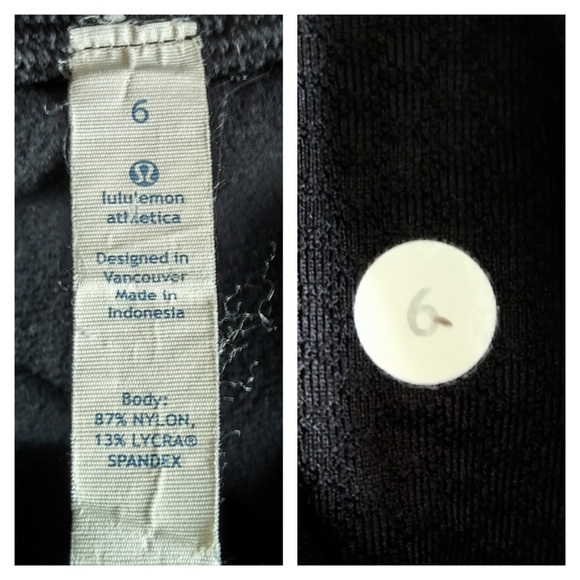 6
lululemon
athletica
Designed in
Vancouver
Made in
Indonesia
Body:
87% NYLON,
13% LYCRA®
SPANDEX
6